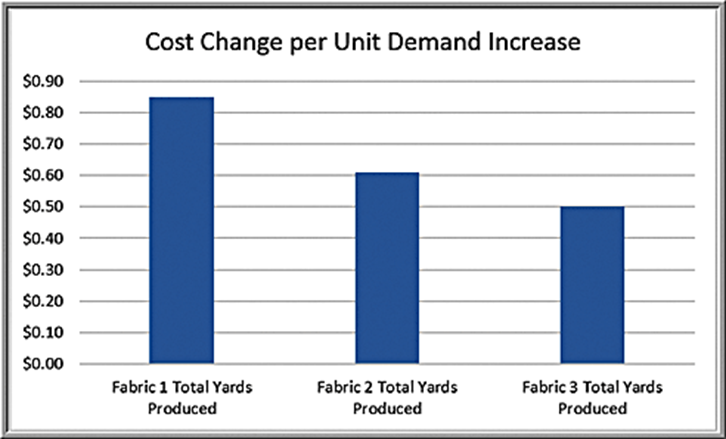 Cost Change per Unit Demand Increase
$0.90
$0.80
$0.70
$0.60
$0.50
$0.40
$0.30
$0.20
$0.10
$0.00
Fabric 1 Total Yards
Produced
Fabric 2 Total Yards
Produced
Fabric 3 Total Yards
Produced